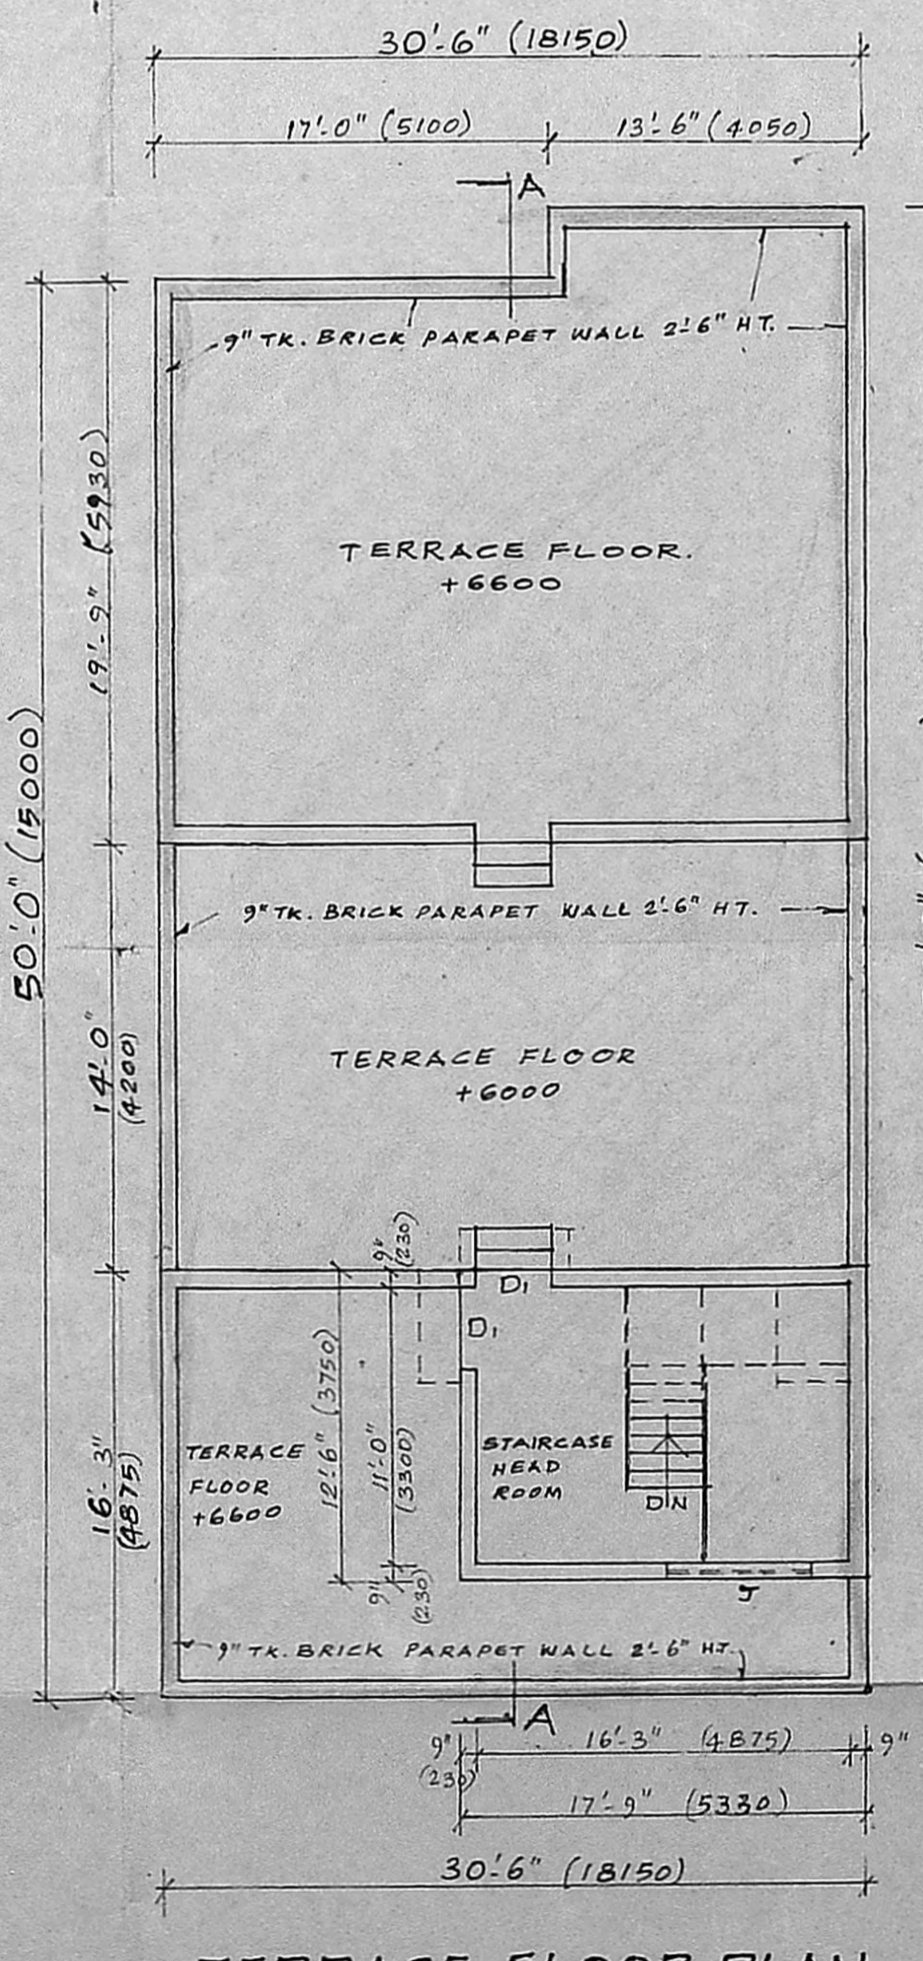 30'-6" (18150)
17'-0" (5100)
13'-6" (4050)
A
9" TK. BRICK PARAPET WALL 2'-6" HT.
19'-9" (5930)
TERRACE FLOOR.
+6600
50'-0" (15000)
9" TK. BRICK PARAPET WALL 2'-6" HT.
14'-0"
(4200)
TERRACE FLOOR
+6000
9"
(230)
D1
D1
12'-6" (3750)
11'-0"
(3300)
16'-3"
(4875)
TERRACE
FLOOR
+6600
STAIRCASE
HEAD
ROOM
DN
9"
(230)
J
9" TK. BRICK PARAPET WALL 2'-6" HT.
A
9"
(230)
16'-3" (4875)
9"
17'-9" (5330)
30'-6" (18150)
TERRACE FLOOR PLAN